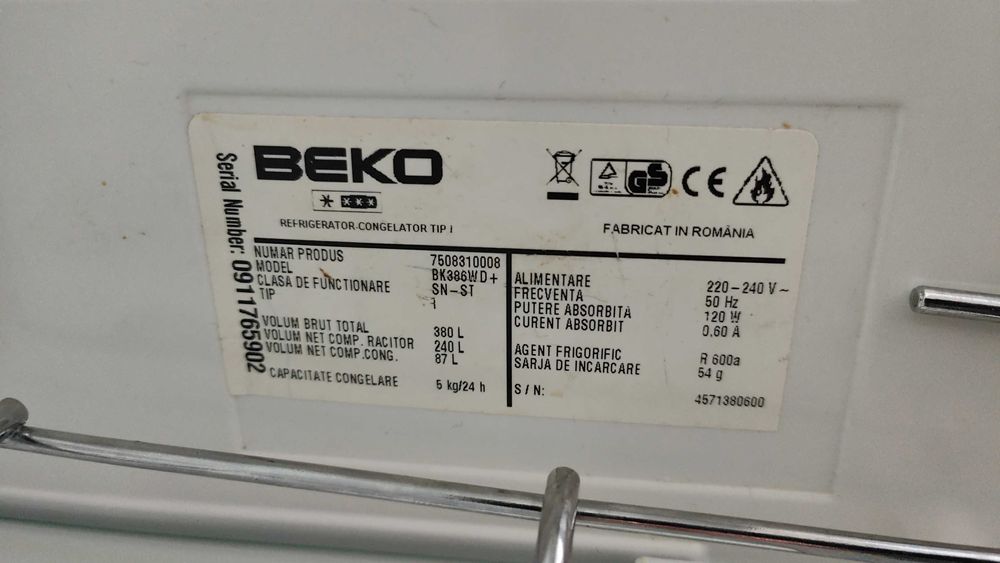 BEKO
GS
CE
REFRIGERATOR-CONGELATOR TIP I
FABRICAT IN ROMÂNIA
Serial Number: 0911765902
NUMAR PRODUS 7508310008
MODEL BK386WD+
CLASA DE FUNCTIONARE SN-ST
TIP I
VOLUM BRUT TOTAL 380 L
VOLUM NET COMP. RACITOR 240 L
VOLUM NET COMP.CONG. 87 L
CAPACITATE CONGELARE 5 kg/24 h
ALIMENTARE 220-240 V~
FRECVENTA 50 Hz
PUTERE ABSORBITA 120 W
CURENT ABSORBIT 0.60 A
AGENT FRIGORIFIC R 600a
SARJA DE INCARCARE 54 g
S/N: 4571380600